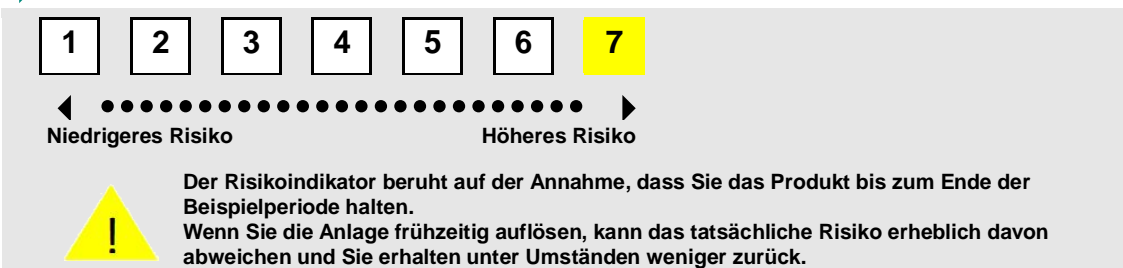 1 2 3 4 5 6 7
Niedrigeres Risiko Höheres Risiko
Der Risikoindikator beruht auf der Annahme, dass Sie das Produkt bis zum Ende der
Beispielperiode halten.
! Wenn Sie die Anlage frühzeitig auflösen, kann das tatsächliche Risiko erheblich davon
abweichen und Sie erhalten unter Umständen weniger zurück.